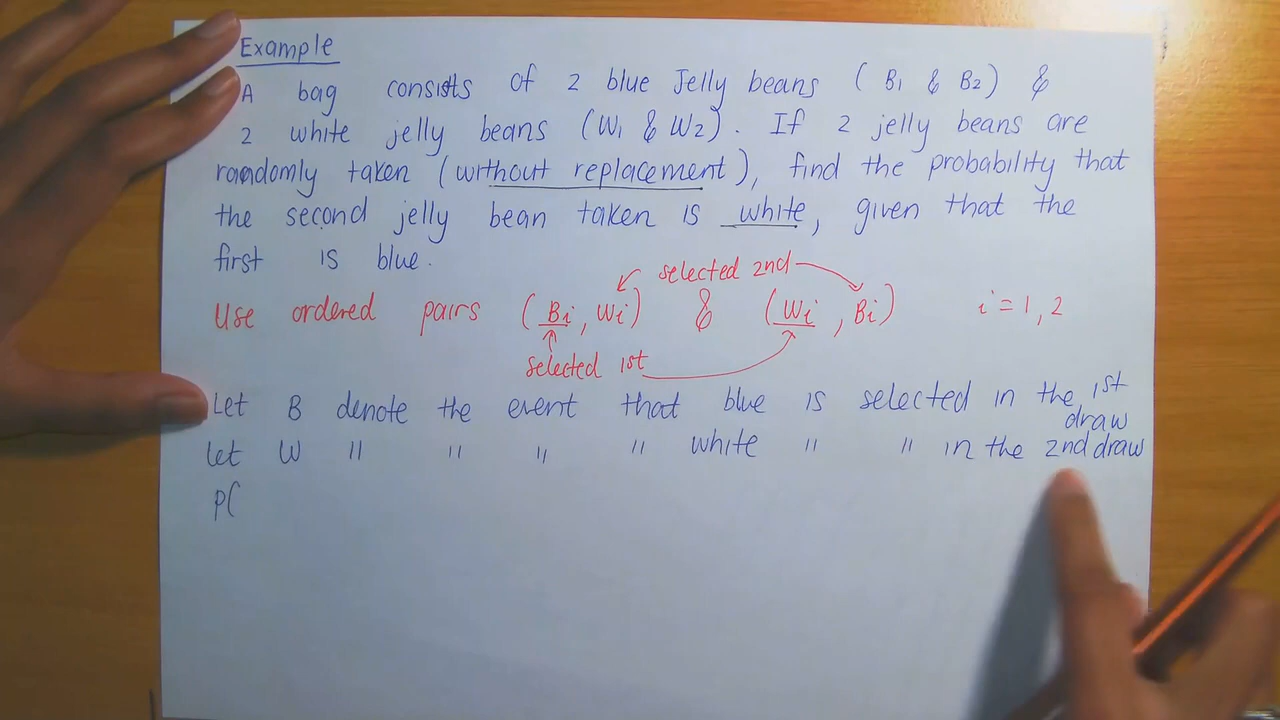 Example
A bag consists of 2 blue Jelly beans ( B1 & B2 ) &
2 white jelly beans (W1 & W2). If 2 jelly beans are
randomly taken (without replacement), find the probability that
the second jelly bean taken is white, given that the
first is blue.
selected 2nd
Use ordered pairs (Bi, Wi) & (Wi, Bi) i = 1, 2
selected 1st
Let B denote the event that blue is selected in the 1st draw
let W " " " " white " " in the 2nd draw
P(